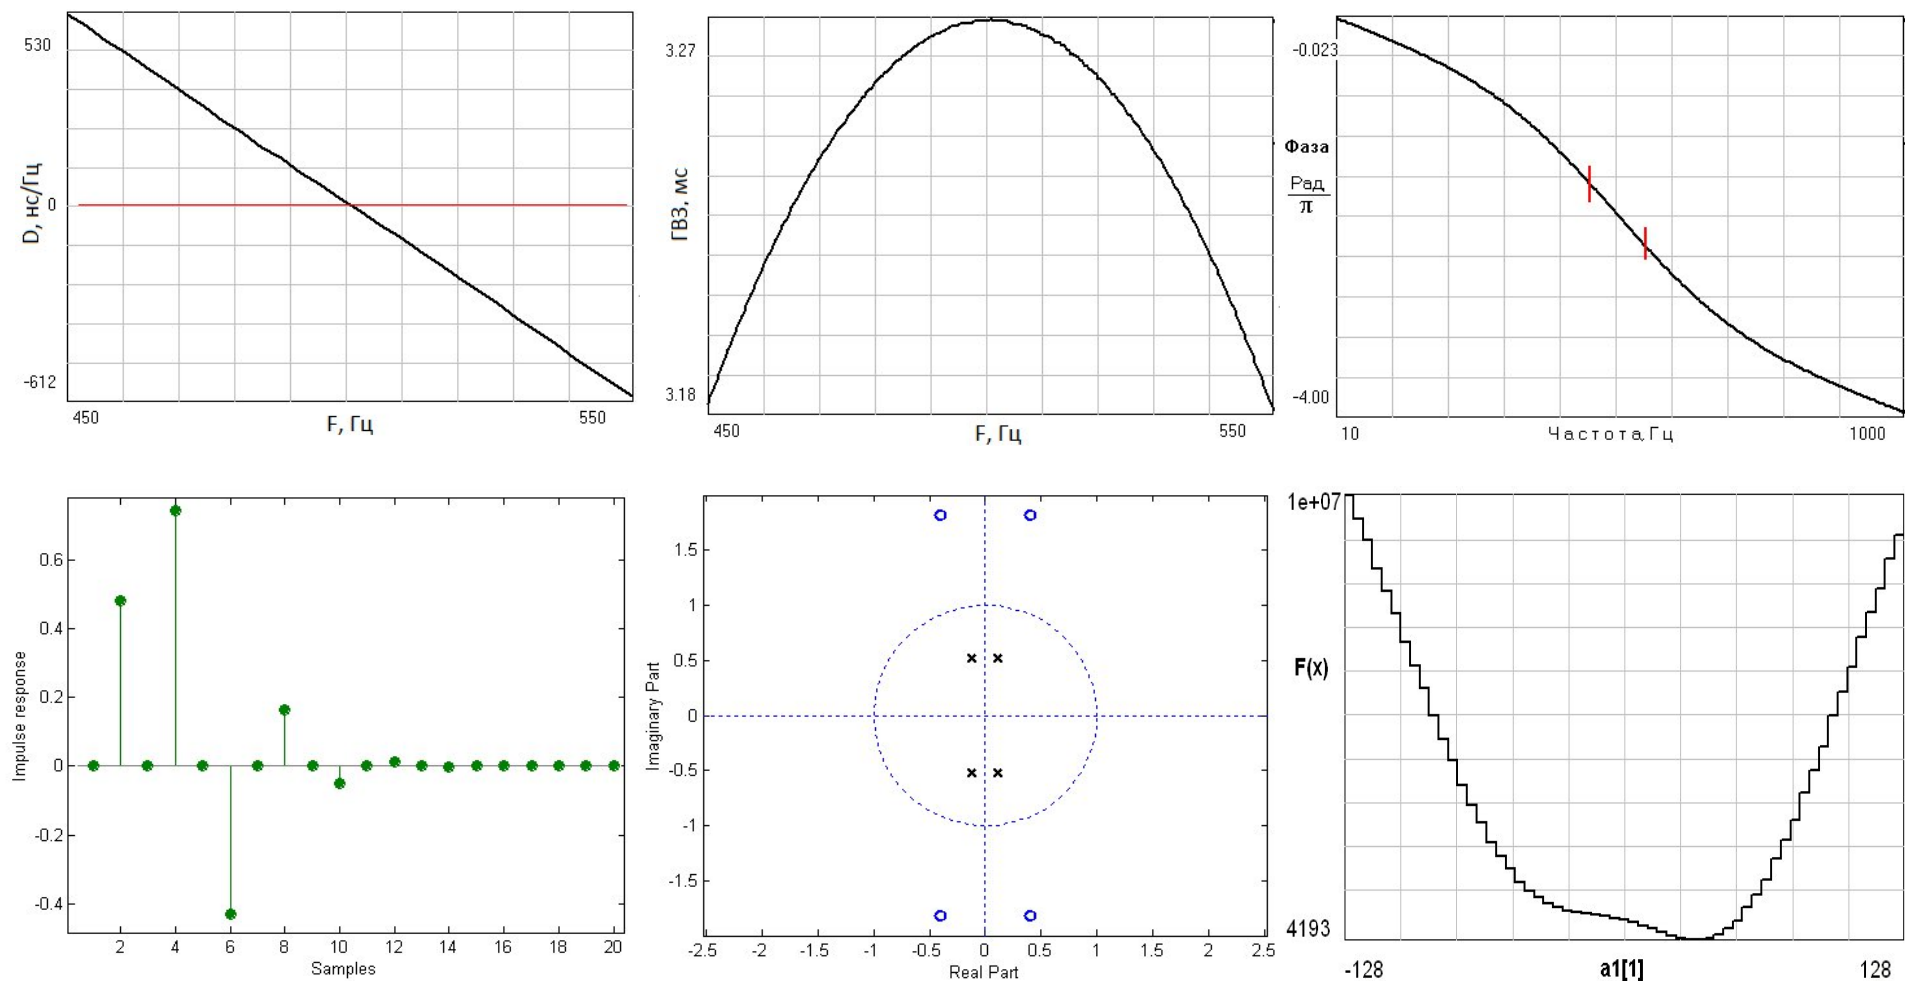 530
0
-612
D, нс/Гц
450
550
F, Гц
3.27
3.18
ГВЗ, мс
450
550
F, Гц
-0.023
Фаза
Рад
π
-4.00
10
Частота, Гц
1000
0.6
0.4
0.2
0
-0.2
-0.4
Impulse response
2 4 6 8 10 12 14 16 18 20
Samples
1.5
1
0.5
0
-0.5
-1
-1.5
Imaginary Part
-2.5 -2 -1.5 -1 -0.5 0 0.5 1 1.5 2 2.5
Real Part
1e+07
F(x)
4193
-128
a1[1]
128